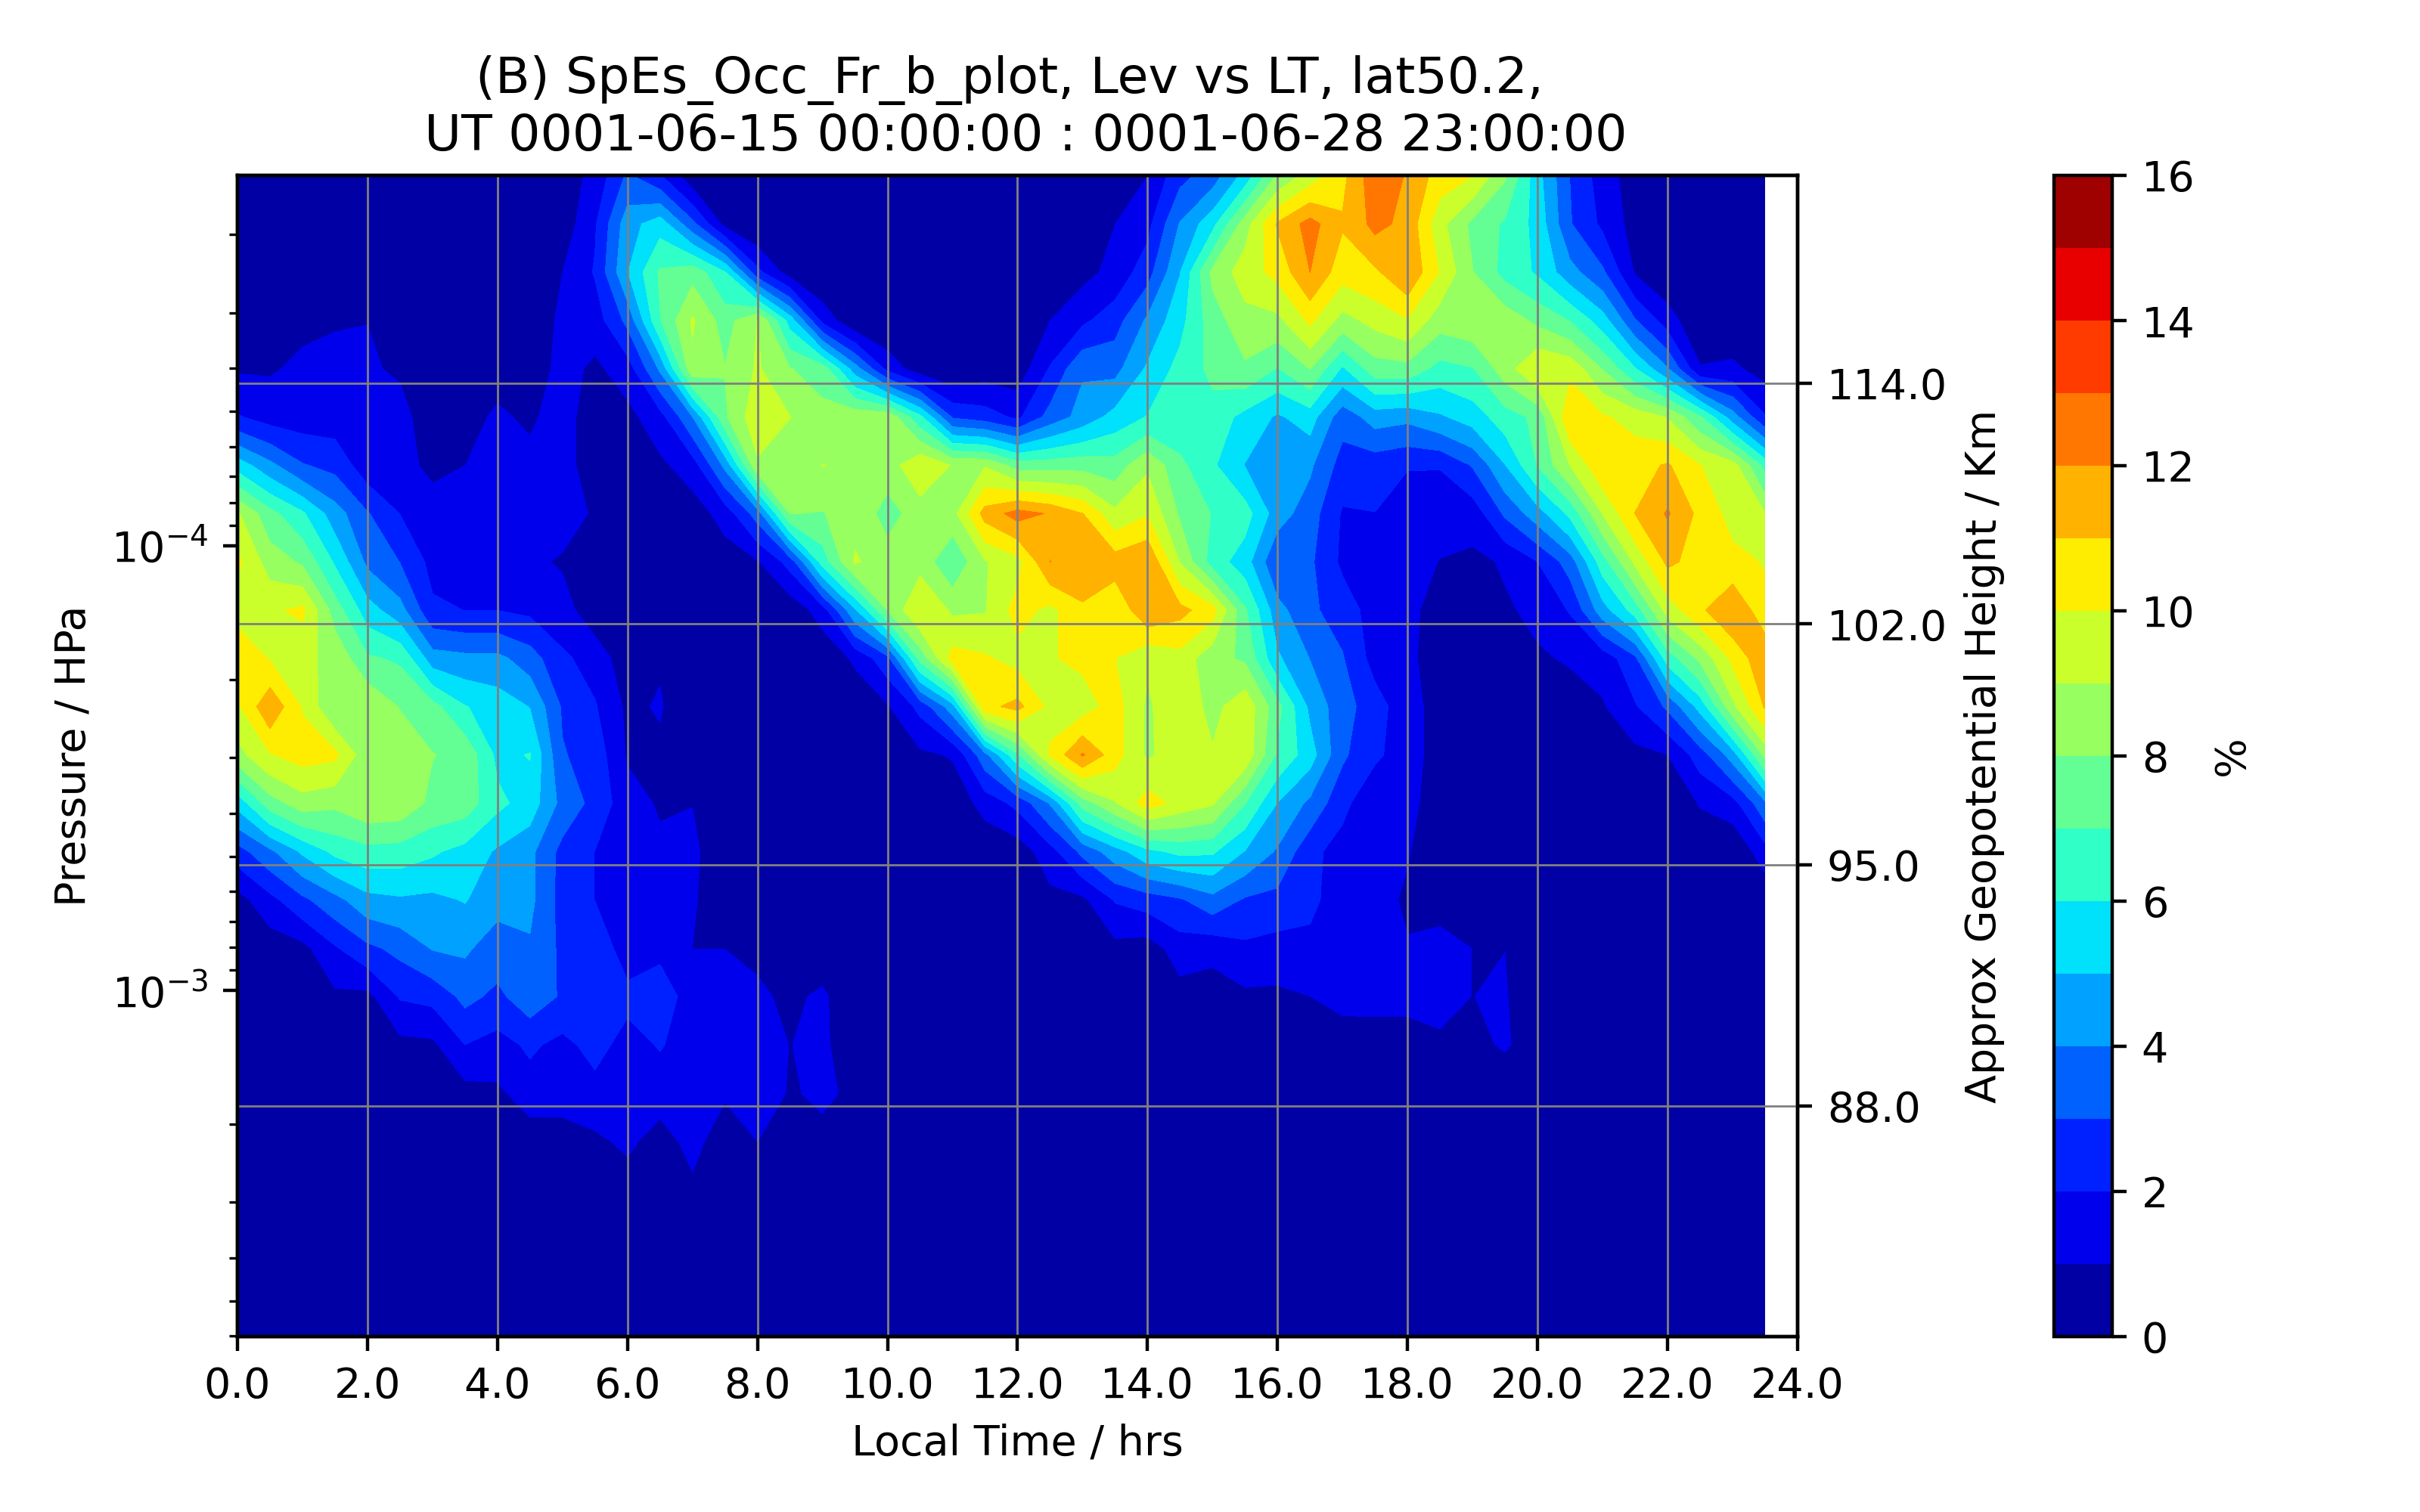 (B) SpEs_Occ_Fr_b_plot, Lev vs LT, lat50.2,
UT 0001-06-15 00:00:00 : 0001-06-28 23:00:00
Pressure / HPa
10⁻⁴
10⁻³
0.0 2.0 4.0 6.0 8.0 10.0 12.0 14.0 16.0 18.0 20.0 22.0 24.0
Local Time / hrs
114.0
102.0
95.0
88.0
Approx Geopotential Height / Km
16
14
12
10
8
6
4
2
0
%